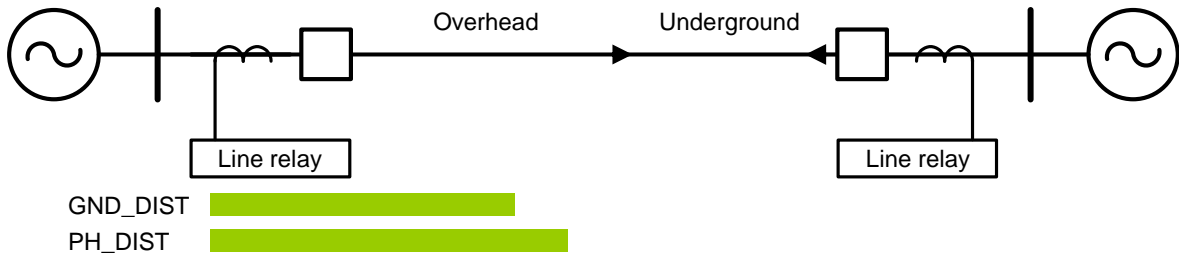 Overhead
Underground
Line relay
Line relay
GND_DIST
PH_DIST